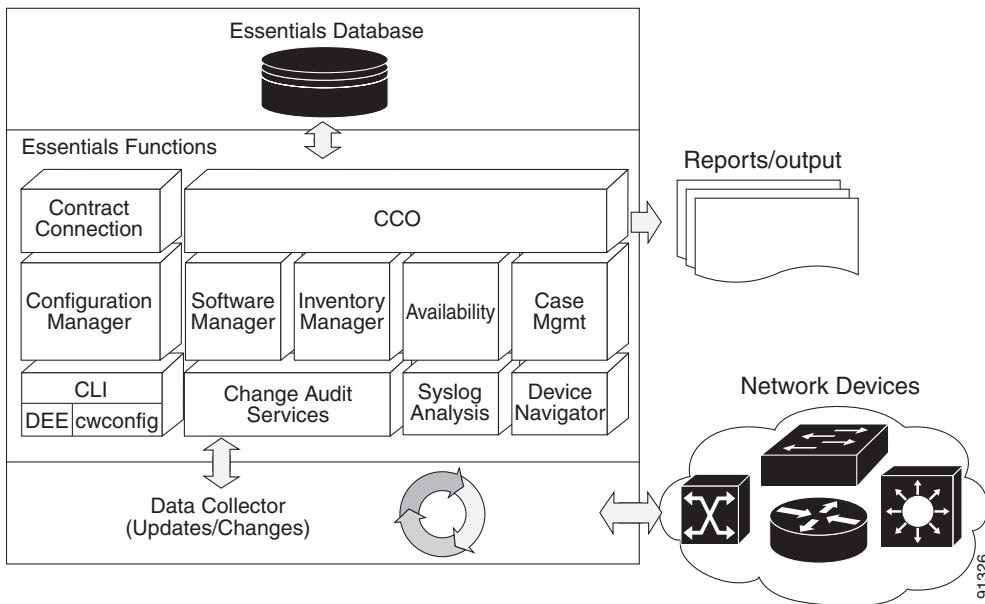 Essentials Database
Essentials Functions
Contract
Connection
CCO
Reports/output
Configuration
Manager
Software
Manager
Inventory
Manager
Availability
Case
Mgmt
CLI
DEE
cwconfig
Change Audit
Services
Syslog
Analysis
Device
Navigator
Network Devices
Data Collector
(Updates/Changes)
91326